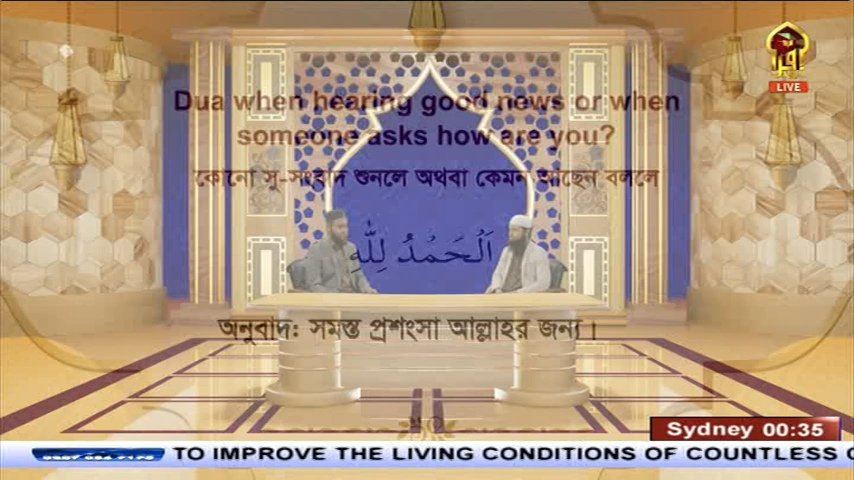 LIVE
Dua when hearing good news or when
someone asks how are you?
কোনো সু-সংবাদ শুনলে অথবা কেমন আছেন বললে
اَلْحَمْدُ لِلّٰهِ
অনুবাদ: সমস্ত প্রশংসা আল্লাহর জন্য।
Sydney 00:35
TO IMPROVE THE LIVING CONDITIONS OF COUNTLESS